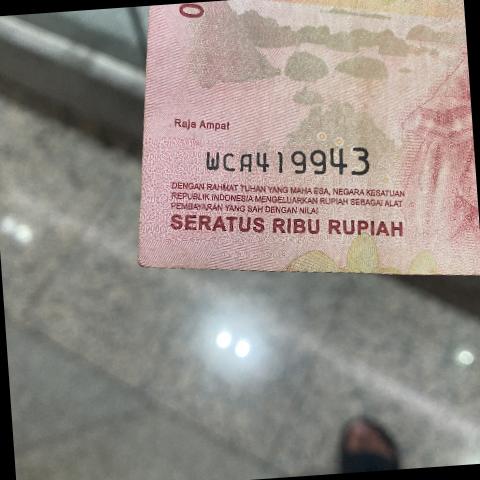 0
Raja Ampat
WCA419943
DENGAN RAHMAT TUHAN YANG MAHA ESA, NEGARA KESATUAN
REPUBLIK INDONESIA MENGELUARKAN RUPIAH SEBAGAI ALAT
PEMBAYARAN YANG SAH DENGAN NILAI
SERATUS RIBU RUPIAH